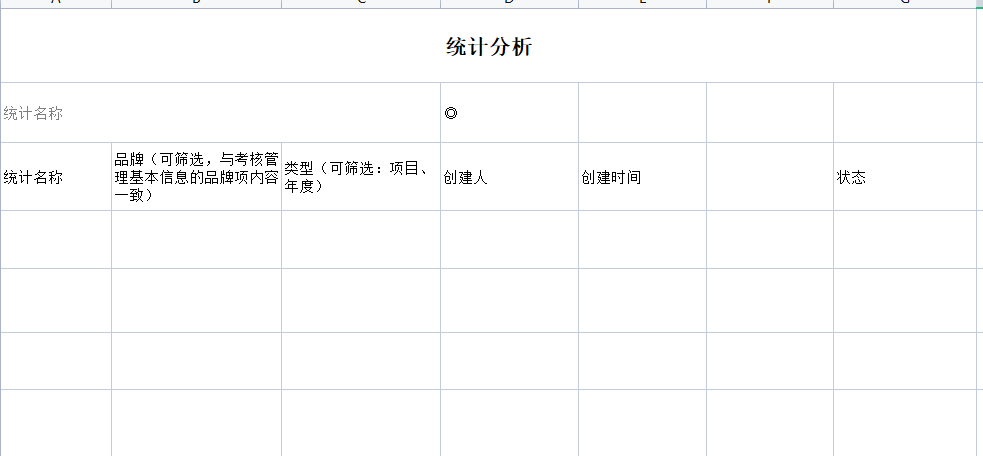 统计分析
统计名称
◎
统计名称
品牌（可筛选，与考核管
理基本信息的品牌项内容
一致）
类型（可筛选：项目、
年度）
创建人
创建时间
状态